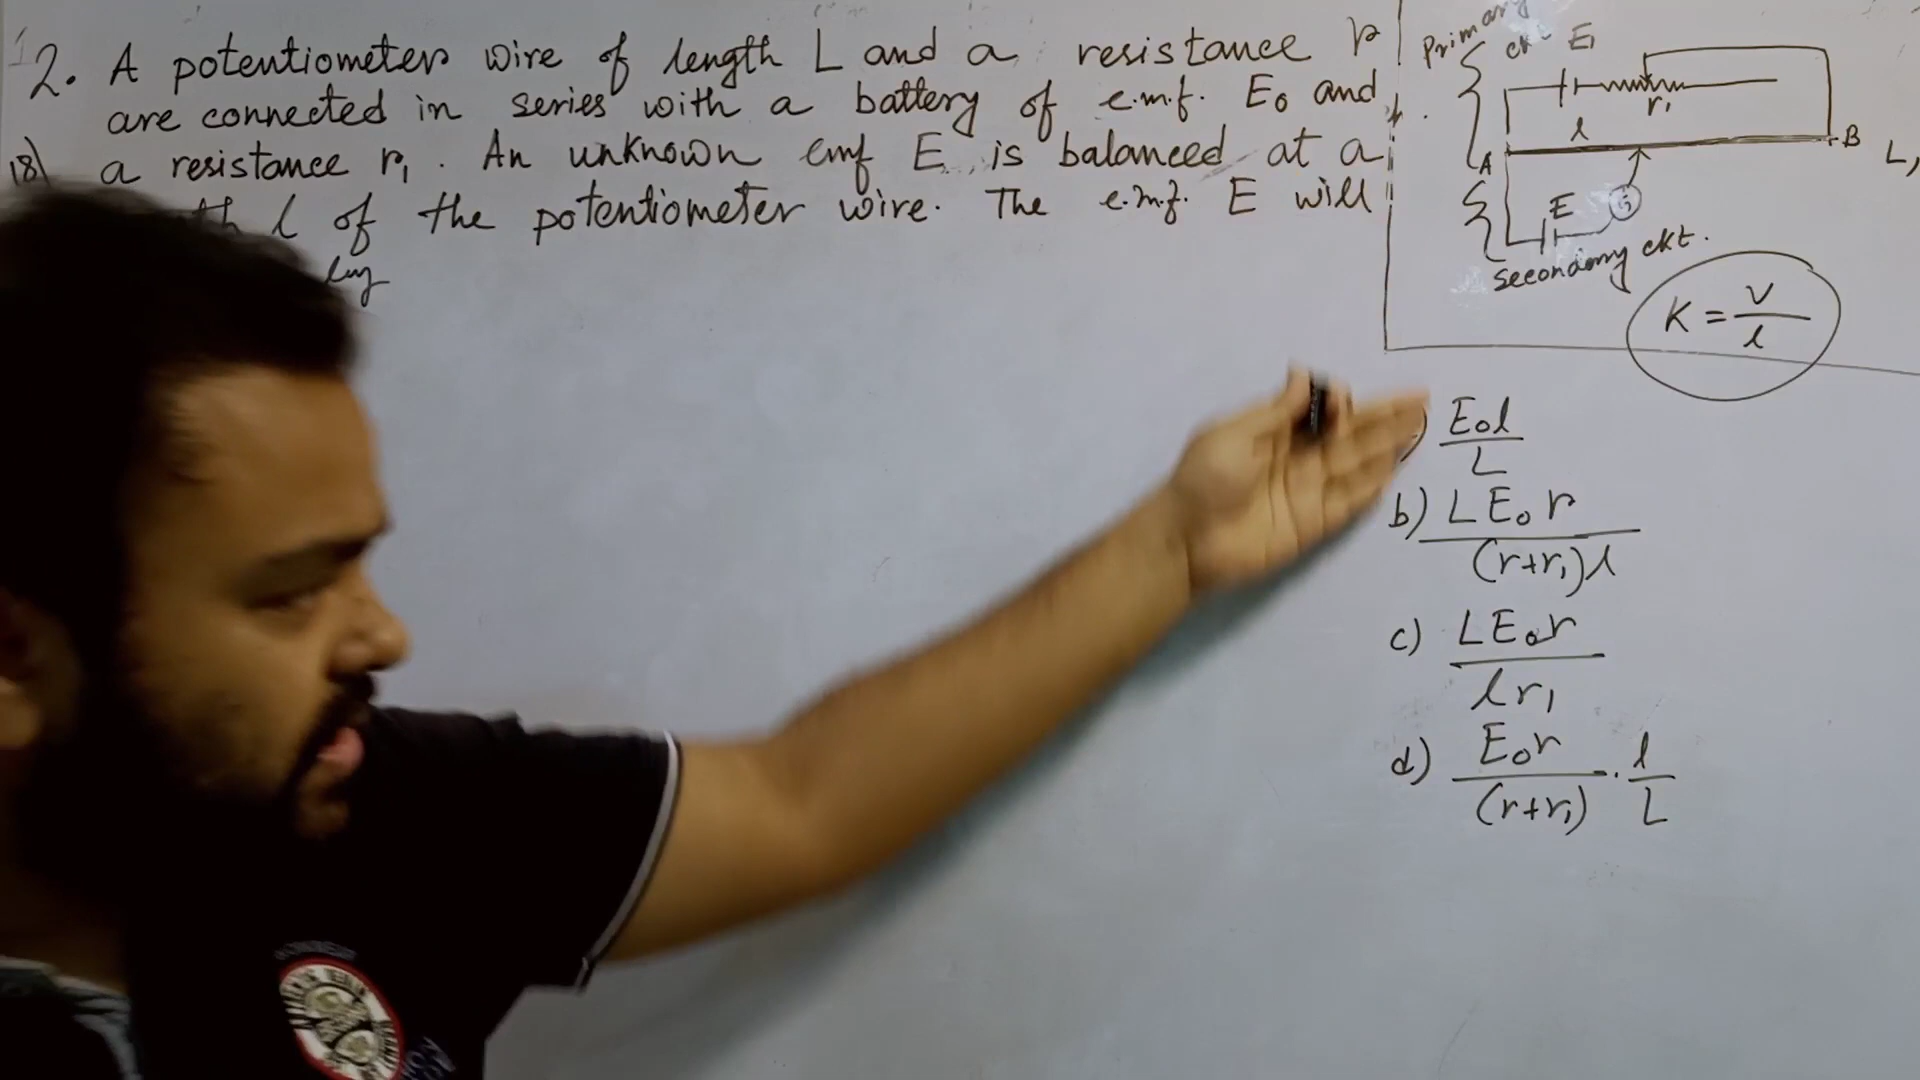 2. A potentiometer wire of length L and a resistance r
are connected in series with a battery of e.m.f. E₀ and
18) a resistance r₁. An unknown emf E is balanced at a
l of the potentiometer wire. The e.m.f. E will
Primary
ckt
E₁
r₁
l
A
B
L,
E
G
Secondary ckt.
K = V/l
) E₀l/L
b) LE₀r/(r+r₁)l
c) LE₀r/lr₁
d) E₀r/(r+r₁) . l/L